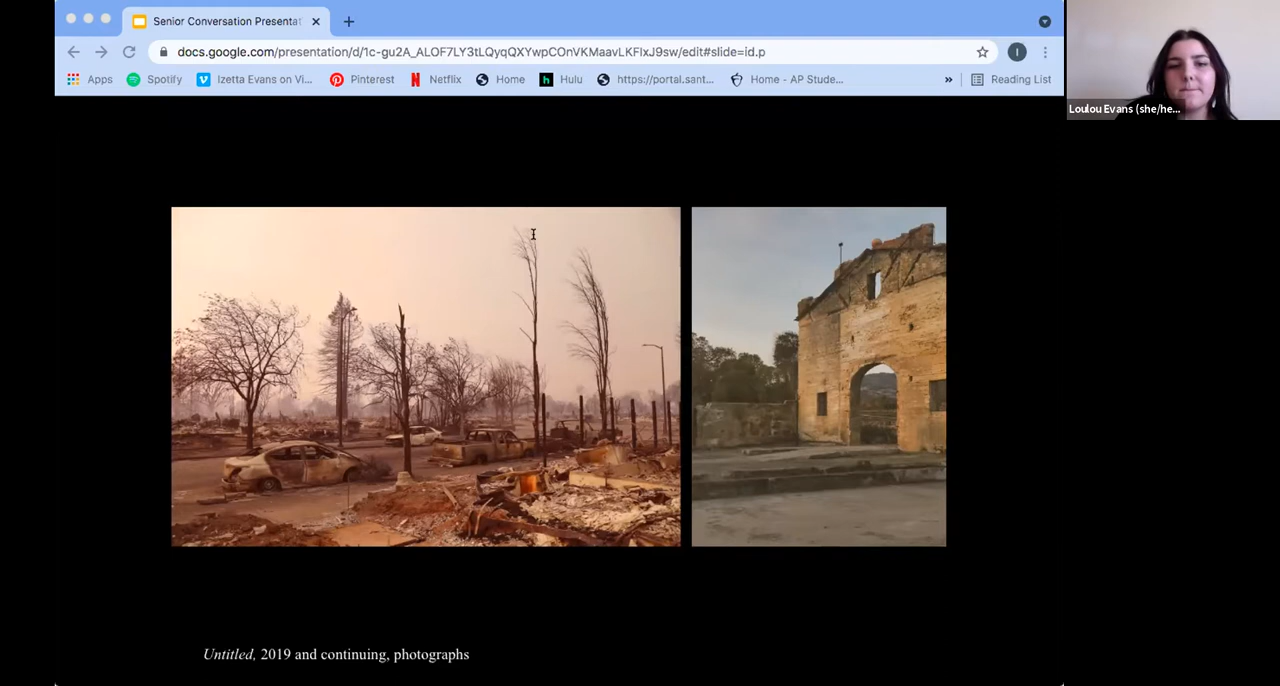 Senior Conversation Presentat
docs.google.com/presentation/d/1c-gu2A_ALOF7LY3tLQyqQXYwpCOnVKMaavLKFlxJ9sw/edit#slide=id.p
I
Apps
Spotify
Izetta Evans on Vi...
Pinterest
Netflix
Home
Hulu
https://portal.sant...
Home - AP Stude...
»
Reading List
Loulou Evans (she/he...
Untitled, 2019 and continuing, photographs